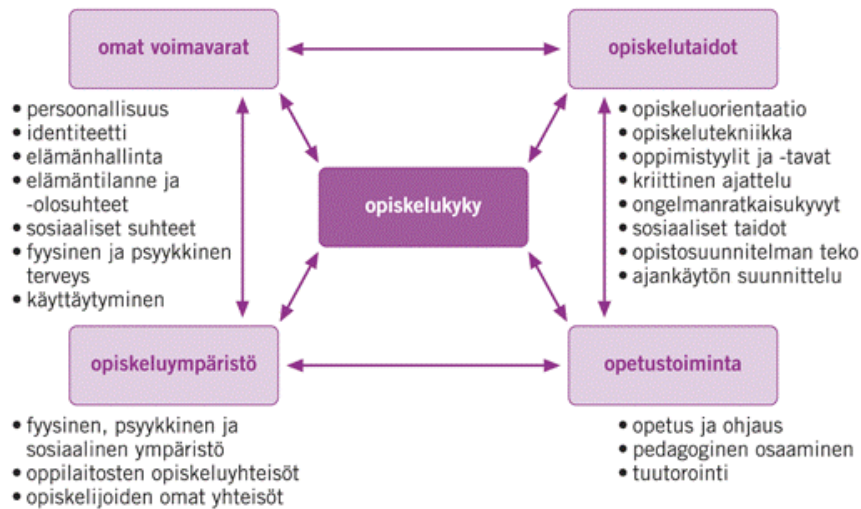 omat voimavarat
• persoonallisuus
• identiteetti
• elämänhallinta
• elämäntilanne ja
-olosuhteet
• sosiaaliset suhteet
• fyysinen ja psyykkinen
terveys
• käyttäytyminen
opiskelutaidot
• opiskeluorientaatio
• opiskelutekniikka
• oppimistyylit ja -tavat
• kriittinen ajattelu
• ongelmanratkaisukyvyt
• sosiaaliset taidot
• opistosuunnitelman teko
• ajankäytön suunnittelu
opiskelukyky
opiskeluympäristö
• fyysinen, psyykkinen ja
sosiaalinen ympäristö
• oppilaitosten opiskeluyhteisöt
• opiskelijoiden omat yhteisöt
opetustoiminta
• opetus ja ohjaus
• pedagoginen osaaminen
• tuutorointi